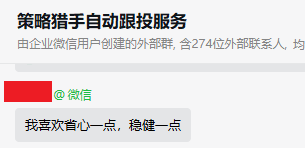 策略猎手自动跟投服务
由企业微信用户创建的外部群, 含274位外部联系人, 均
@ 微信
我喜欢省心一点，稳健一点